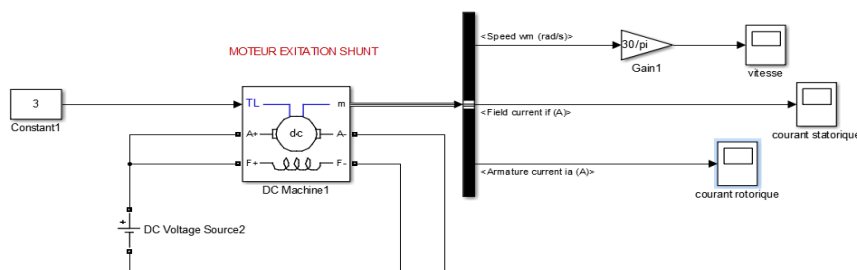 MOTEUR EXITATION SHUNT
<Speed wm (rad/s)>
30/pi
Gain1
vitesse
3
Constant1
TL
m
<Field current if (A)>
courant statorique
A+
dc
A-
F+
F-
DC Machine1
<Armature current ia (A)>
courant rotorique
+
DC Voltage Source2